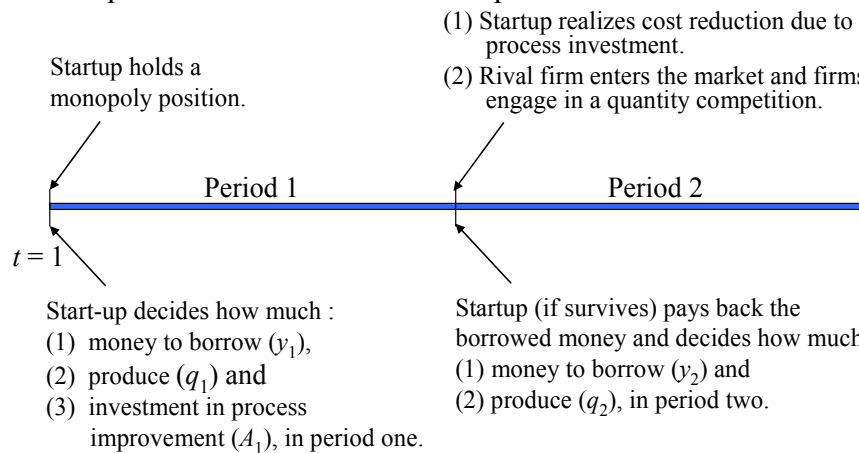 (1) Startup realizes cost reduction due to
process investment.
(2) Rival firm enters the market and firms
engage in a quantity competition.
Startup holds a
monopoly position.
Period 1
Period 2
t = 1
Start-up decides how much :
(1) money to borrow (y1),
(2) produce (q1) and
(3) investment in process
improvement (A1), in period one.
Startup (if survives) pays back the
borrowed money and decides how much
(1) money to borrow (y2) and
(2) produce (q2), in period two.